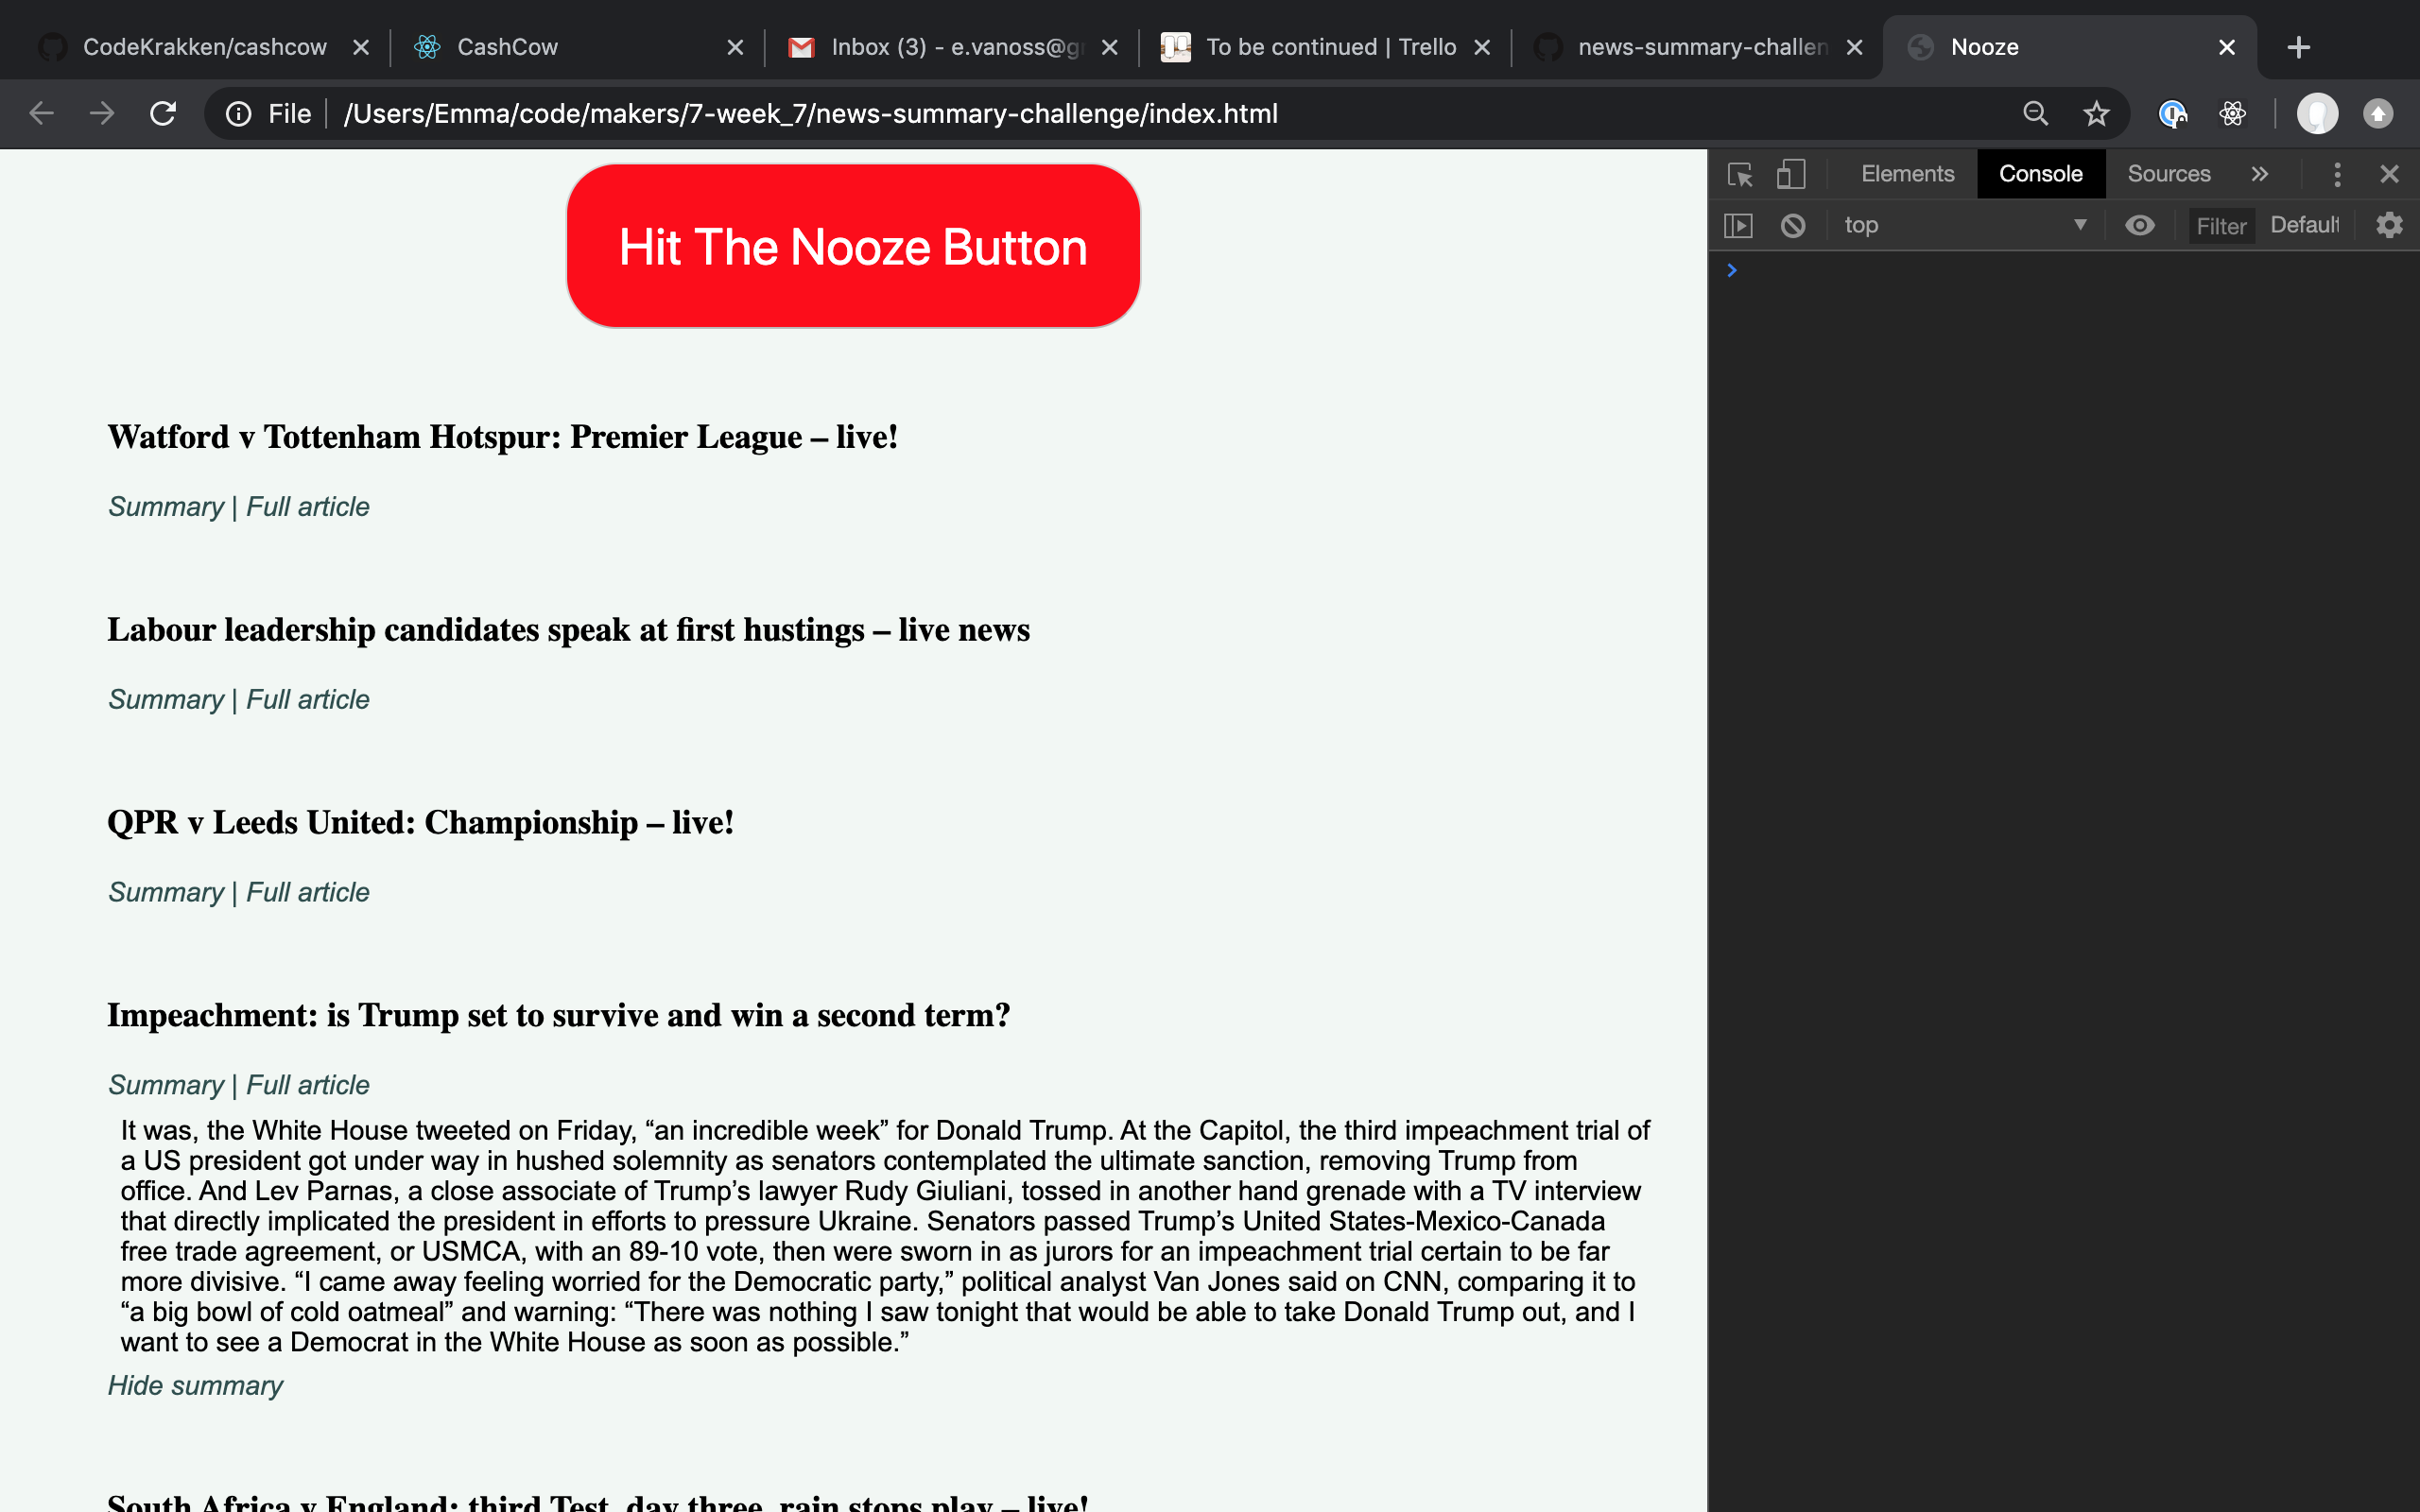 CodeKrakken/cashcow
CashCow
Inbox (3) - e.vanoss@g
To be continued | Trello
news-summary-challen
Nooze
File
/Users/Emma/code/makers/7-week_7/news-summary-challenge/index.html
Elements
Console
Sources
top
Filter
Default
Hit The Nooze Button
Watford v Tottenham Hotspur: Premier League – live!
Summary | Full article
Labour leadership candidates speak at first hustings – live news
Summary | Full article
QPR v Leeds United: Championship – live!
Summary | Full article
Impeachment: is Trump set to survive and win a second term?
Summary | Full article
It was, the White House tweeted on Friday, “an incredible week” for Donald Trump. At the Capitol, the third impeachment trial of
a US president got under way in hushed solemnity as senators contemplated the ultimate sanction, removing Trump from
office. And Lev Parnas, a close associate of Trump’s lawyer Rudy Giuliani, tossed in another hand grenade with a TV interview
that directly implicated the president in efforts to pressure Ukraine. Senators passed Trump’s United States-Mexico-Canada
free trade agreement, or USMCA, with an 89-10 vote, then were sworn in as jurors for an impeachment trial certain to be far
more divisive. “I came away feeling worried for the Democratic party,” political analyst Van Jones said on CNN, comparing it to
“a big bowl of cold oatmeal” and warning: “There was nothing I saw tonight that would be able to take Donald Trump out, and I
want to see a Democrat in the White House as soon as possible.”
Hide summary
South Africa v England: third Test, day three, rain stops play – live!